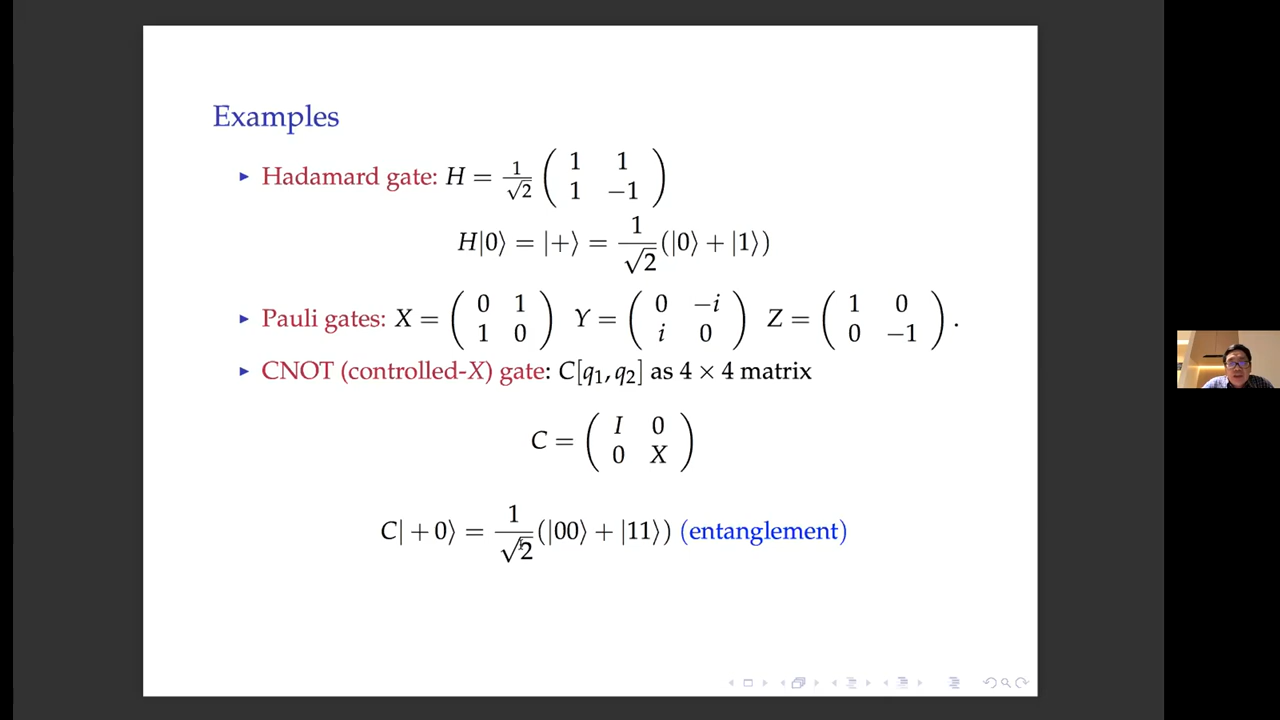 Examples
▸ Hadamard gate: H = 1/√2 ( 1 1 ; 1 −1 )
H|0⟩ = |+⟩ = 1/√2 (|0⟩ + |1⟩)
▸ Pauli gates: X = ( 0 1 ; 1 0 ) Y = ( 0 −i ; i 0 ) Z = ( 1 0 ; 0 −1 ).
▸ CNOT (controlled-X) gate: C[q₁, q₂] as 4 × 4 matrix
C = ( I 0 ; 0 X )
C| + 0⟩ = 1/√2 (|00⟩ + |11⟩) (entanglement)